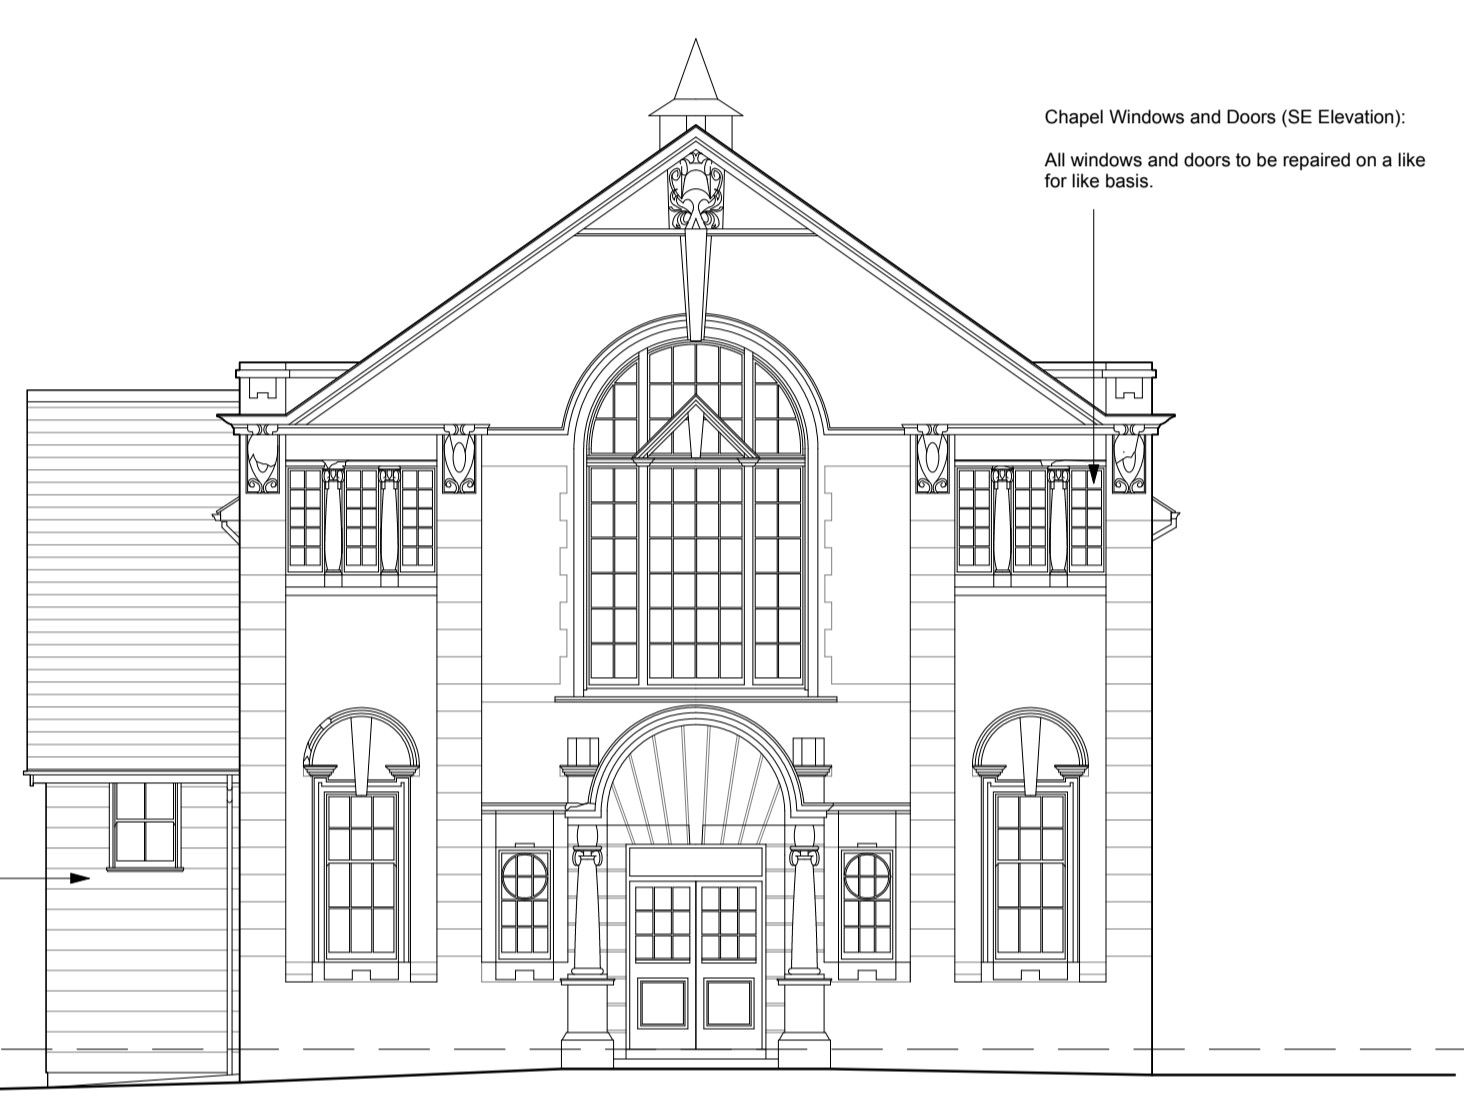 Chapel Windows and Doors (SE Elevation):
All windows and doors to be repaired on a like
for like basis.